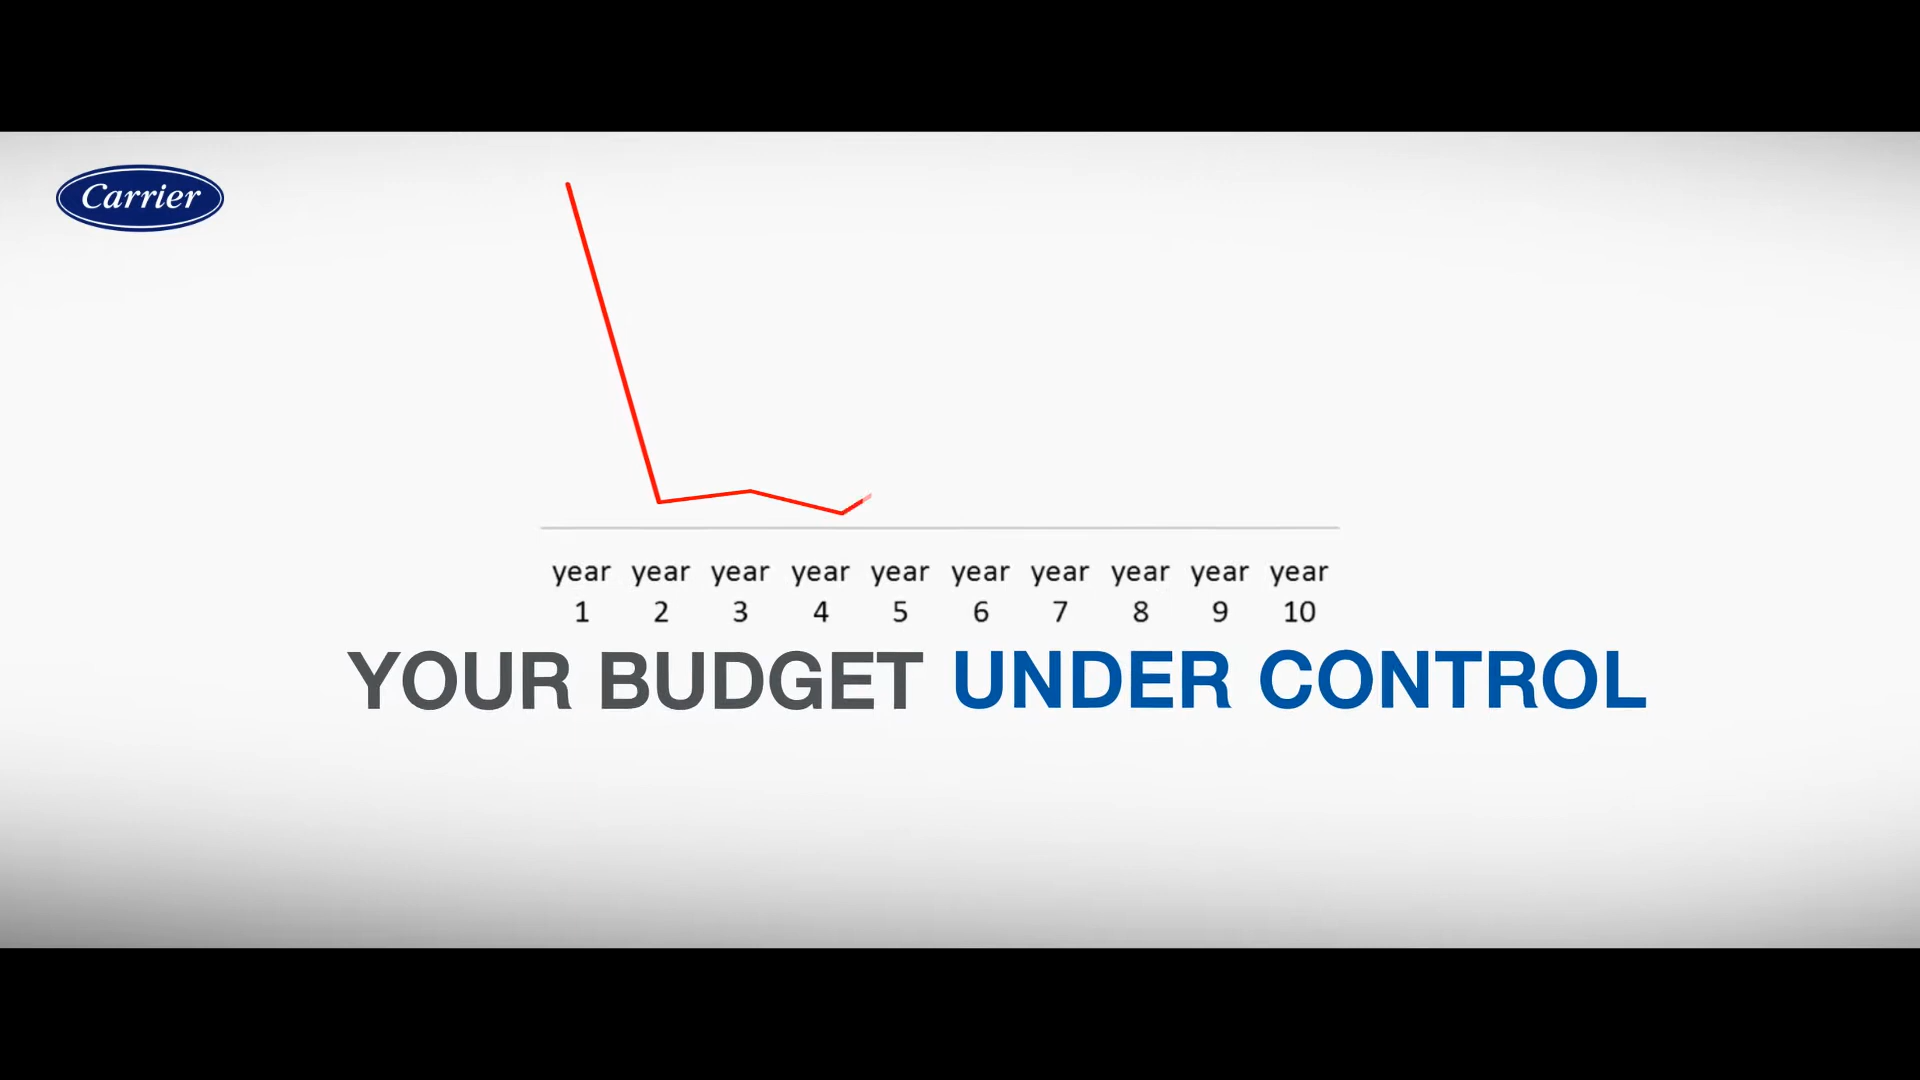 Carrier
year year year year year year year year year year
1 2 3 4 5 6 7 8 9 10
YOUR BUDGET UNDER CONTROL